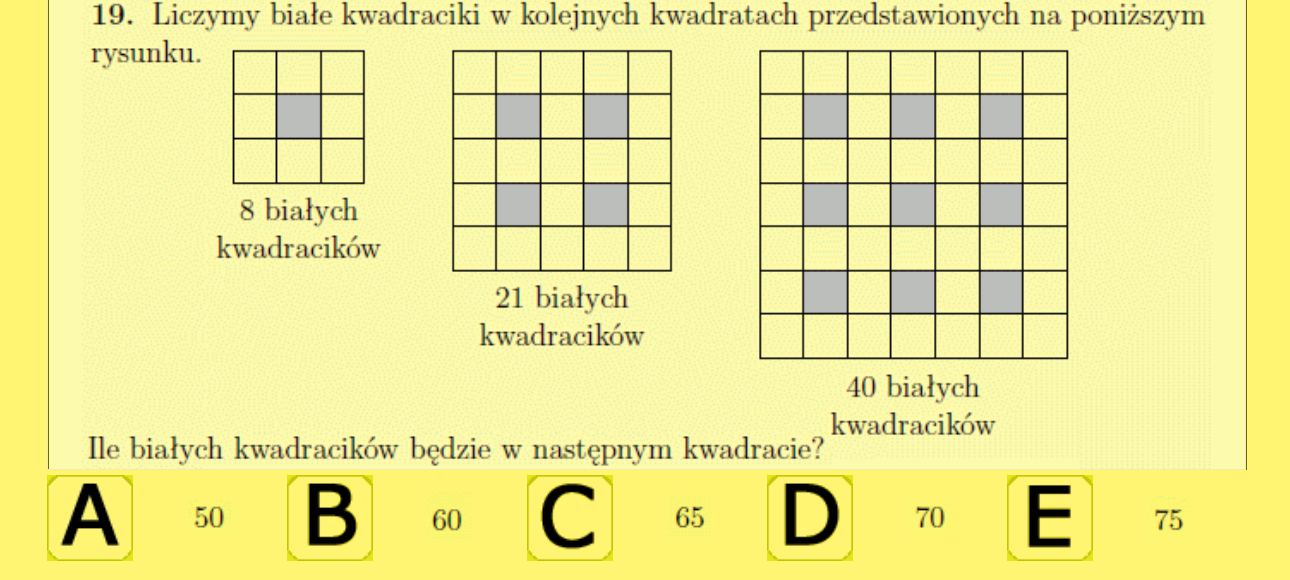 19. Liczymy białe kwadraciki w kolejnych kwadratach przedstawionych na poniższym
rysunku.
8 białych
kwadracików
21 białych
kwadracików
40 białych
kwadracików
Ile białych kwadracików będzie w następnym kwadracie?
A 50 B 60 C 65 D 70 E 75